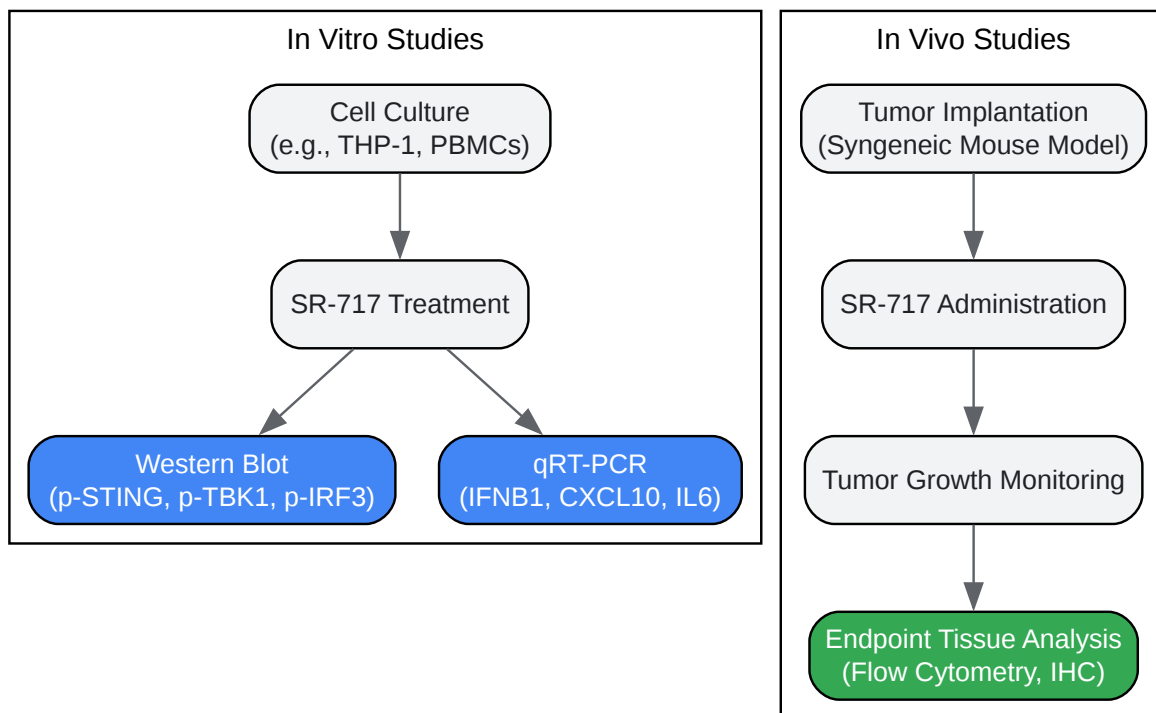 In Vitro Studies
Cell Culture
(e.g., THP-1, PBMCs)
SR-717 Treatment
Western Blot
(p-STING, p-TBK1, p-IRF3)
qRT-PCR
(IFNB1, CXCL10, IL6)
In Vivo Studies
Tumor Implantation
(Syngeneic Mouse Model)
SR-717 Administration
Tumor Growth Monitoring
Endpoint Tissue Analysis
(Flow Cytometry, IHC)